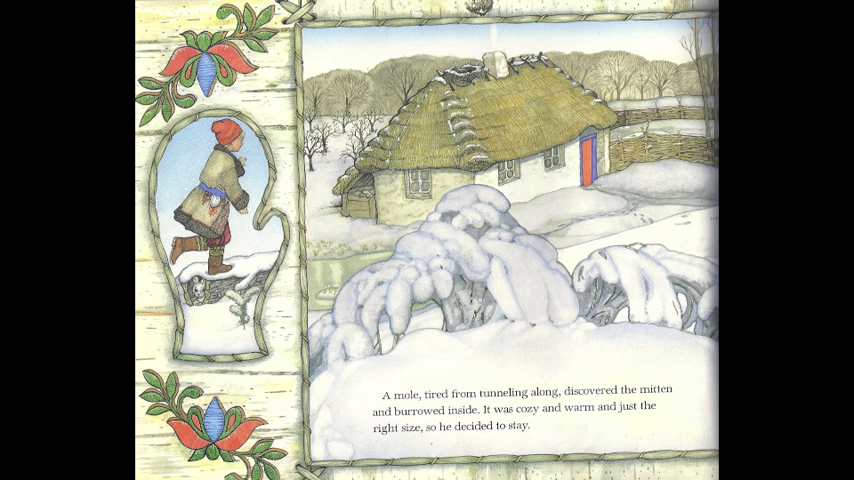 A mole, tired from tunneling along, discovered the mitten
and burrowed inside. It was cozy and warm and just the
right size, so he decided to stay.